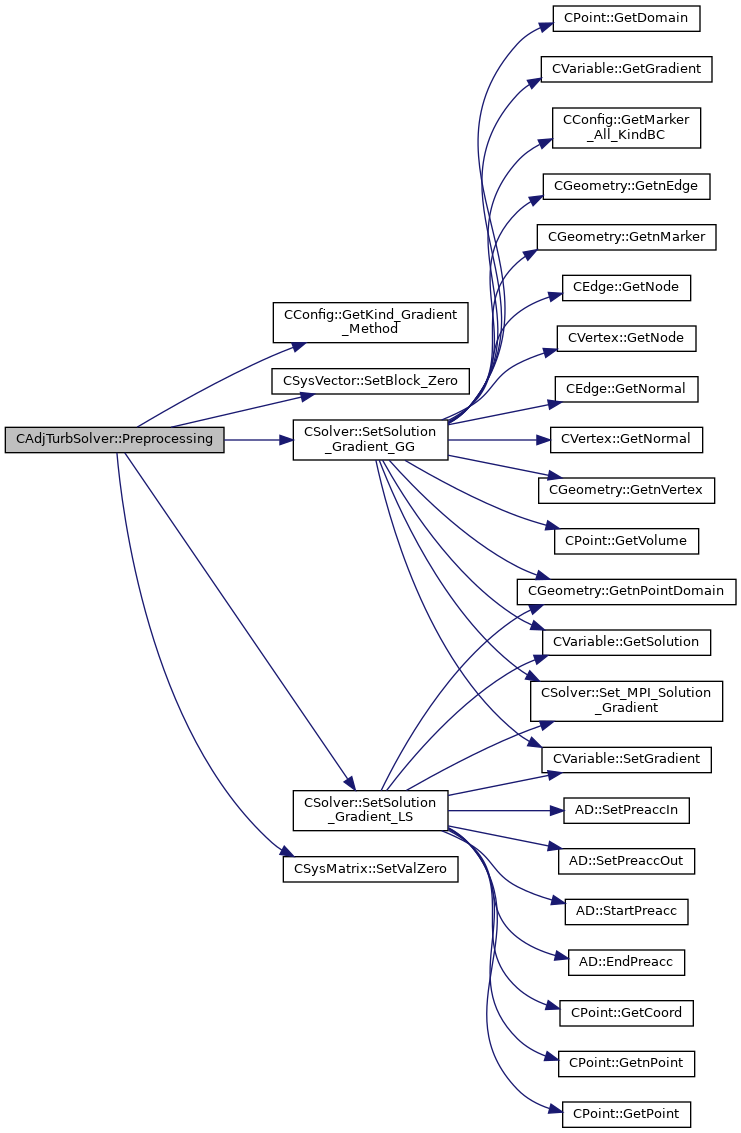 CAdjTurbSolver::Preprocessing
CConfig::GetKind_Gradient
_Method
CSysVector::SetBlock_Zero
CSolver::SetSolution
_Gradient_GG
CSolver::SetSolution
_Gradient_LS
CSysMatrix::SetValZero
CPoint::GetDomain
CVariable::GetGradient
CConfig::GetMarker
_All_KindBC
CGeometry::GetnEdge
CGeometry::GetnMarker
CEdge::GetNode
CVertex::GetNode
CEdge::GetNormal
CVertex::GetNormal
CGeometry::GetnVertex
CPoint::GetVolume
CGeometry::GetnPointDomain
CVariable::GetSolution
CSolver::Set_MPI_Solution
_Gradient
CVariable::SetGradient
AD::SetPreaccIn
AD::SetPreaccOut
AD::StartPreacc
AD::EndPreacc
CPoint::GetCoord
CPoint::GetnPoint
CPoint::GetPoint